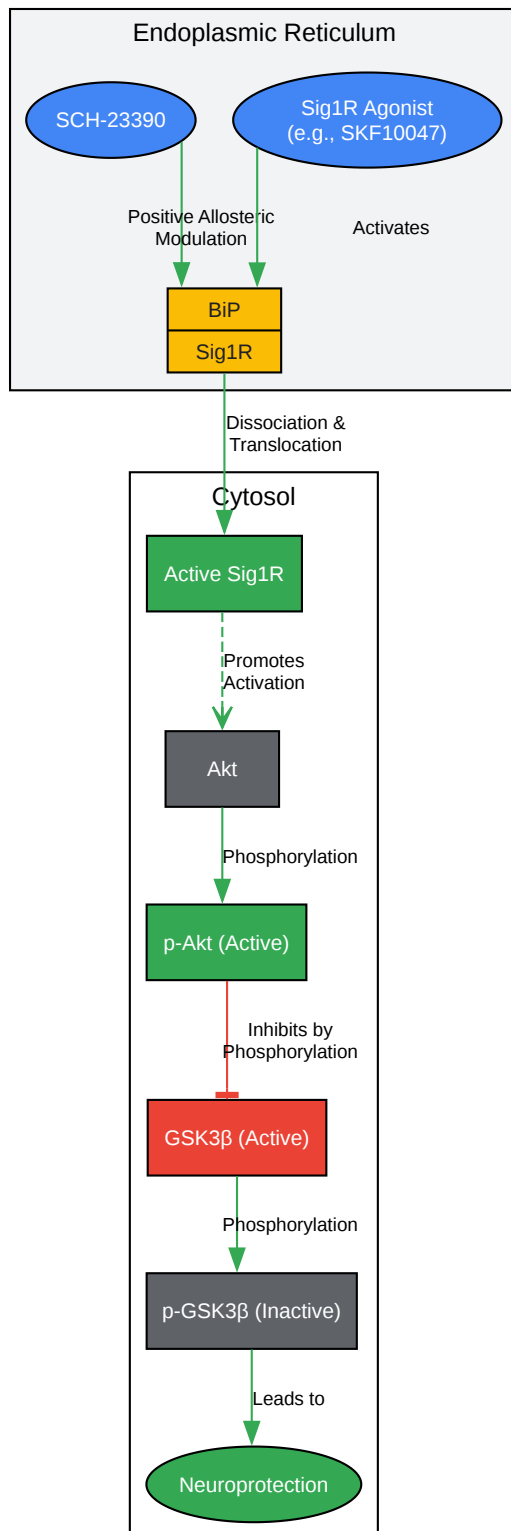 Endoplasmic Reticulum
SCH-23390
Sig1R Agonist
(e.g., SKF10047)
Positive Allosteric
Modulation
Activates
BiP
Sig1R
Dissociation &
Translocation
Cytosol
Active Sig1R
Promotes
Activation
Akt
Phosphorylation
p-Akt (Active)
Inhibits by
Phosphorylation
GSK3β (Active)
Phosphorylation
p-GSK3β (Inactive)
Leads to
Neuroprotection